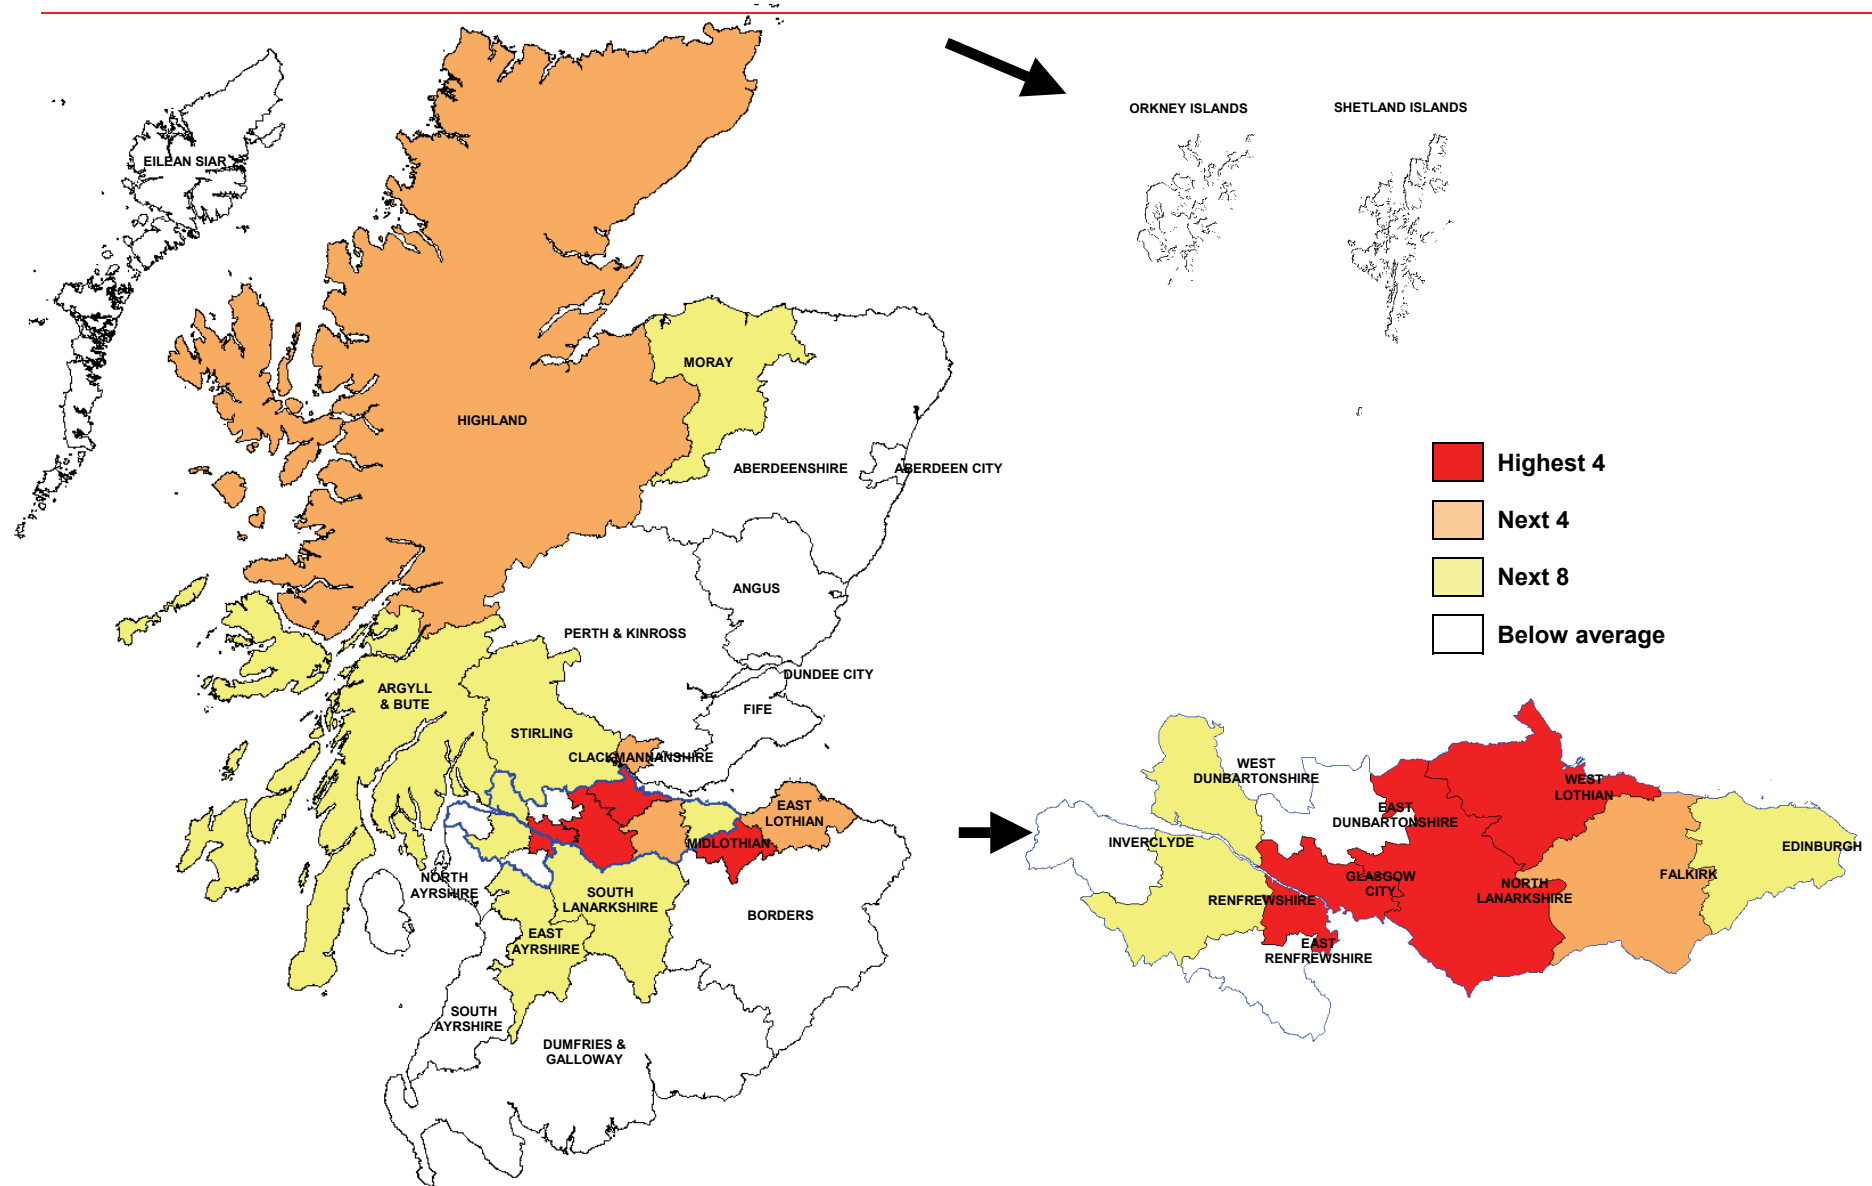 ORKNEY ISLANDS
SHETLAND ISLANDS
EILEAN SIAR
MORAY
HIGHLAND
ABERDEENSHIRE
ABERDEEN CITY
ANGUS
PERTH & KINROSS
DUNDEE CITY
ARGYLL
& BUTE
FIFE
STIRLING
CLACKMANNANSHIRE
EAST
LOTHIAN
MIDLOTHIAN
NORTH
AYRSHIRE
SOUTH
LANARKSHIRE
BORDERS
EAST
AYRSHIRE
SOUTH
AYRSHIRE
DUMFRIES &
GALLOWAY
Highest 4
Next 4
Next 8
Below average
WEST
DUNBARTONSHIRE
WEST
LOTHIAN
EAST
DUNBARTONSHIRE
INVERCLYDE
EDINBURGH
GLASGOW
CITY
FALKIRK
NORTH
LANARKSHIRE
RENFREWSHIRE
EAST
RENFREWSHIRE